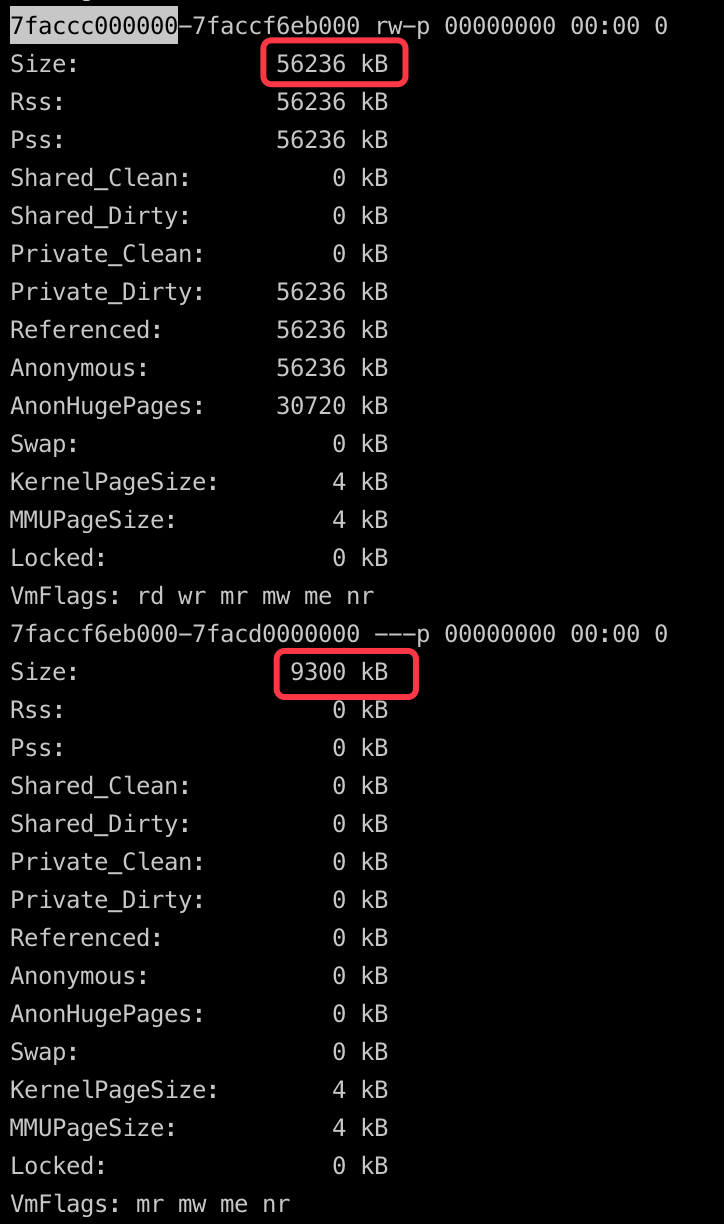 7faccc000000-7faccf6eb000 rw-p 00000000 00:00 0
Size:              56236 kB
Rss:               56236 kB
Pss:               56236 kB
Shared_Clean:          0 kB
Shared_Dirty:          0 kB
Private_Clean:         0 kB
Private_Dirty:     56236 kB
Referenced:        56236 kB
Anonymous:         56236 kB
AnonHugePages:     30720 kB
Swap:                  0 kB
KernelPageSize:        4 kB
MMUPageSize:           4 kB
Locked:                0 kB
VmFlags: rd wr mr mw me nr
7faccf6eb000-7facd0000000 ---p 00000000 00:00 0
Size:               9300 kB
Rss:                   0 kB
Pss:                   0 kB
Shared_Clean:          0 kB
Shared_Dirty:          0 kB
Private_Clean:         0 kB
Private_Dirty:         0 kB
Referenced:            0 kB
Anonymous:             0 kB
AnonHugePages:         0 kB
Swap:                  0 kB
KernelPageSize:        4 kB
MMUPageSize:           4 kB
Locked:                0 kB
VmFlags: mr mw me nr